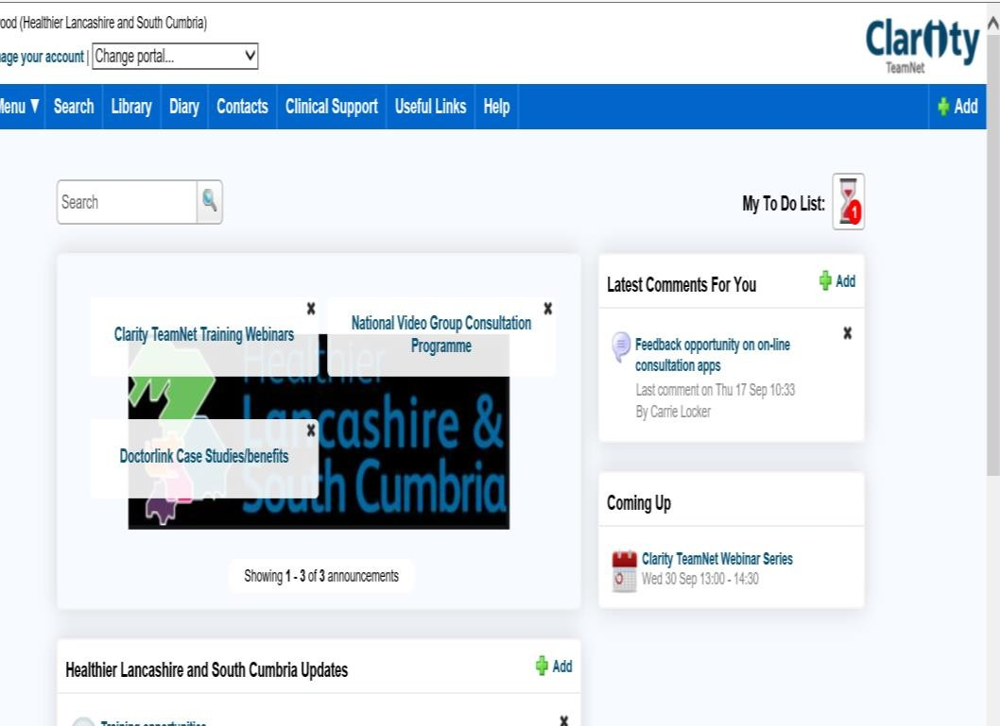 ood (Healthier Lancashire and South Cumbria)
age your account | Change portal...
Clarity
TeamNet
Menu ▼ Search Library Diary Contacts Clinical Support Useful Links Help Add
Search
My To Do List: 1
Clarity TeamNet Training Webinars
National Video Group Consultation
Programme
Doctorlink Case Studies/benefits
Healthier
Lancashire &
South Cumbria
Showing 1 - 3 of 3 announcements
Latest Comments For You Add
Feedback opportunity on on-line
consultation apps
Last comment on Thu 17 Sep 10:33
By Carrie Locker
Coming Up
Clarity TeamNet Webinar Series
Wed 30 Sep 13:00 - 14:30
Healthier Lancashire and South Cumbria Updates Add
Training opportunities